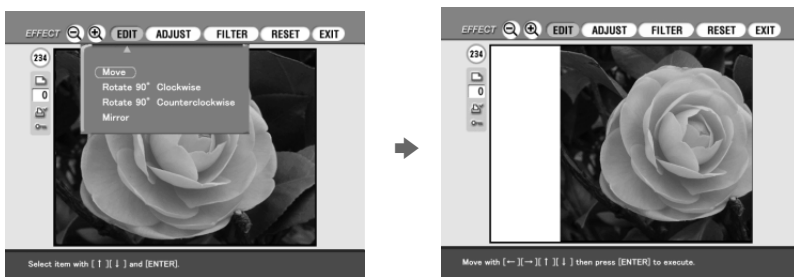 EFFECT EDIT ADJUST FILTER RESET EXIT
234
0
Move
Rotate 90° Clockwise
Rotate 90° Counterclockwise
Mirror
Select item with [ ↑ ][ ↓ ] and [ENTER].
EFFECT EDIT ADJUST FILTER RESET EXIT
234
0
Move with [←][→][ ↑ ][ ↓ ] then press [ENTER] to execute.